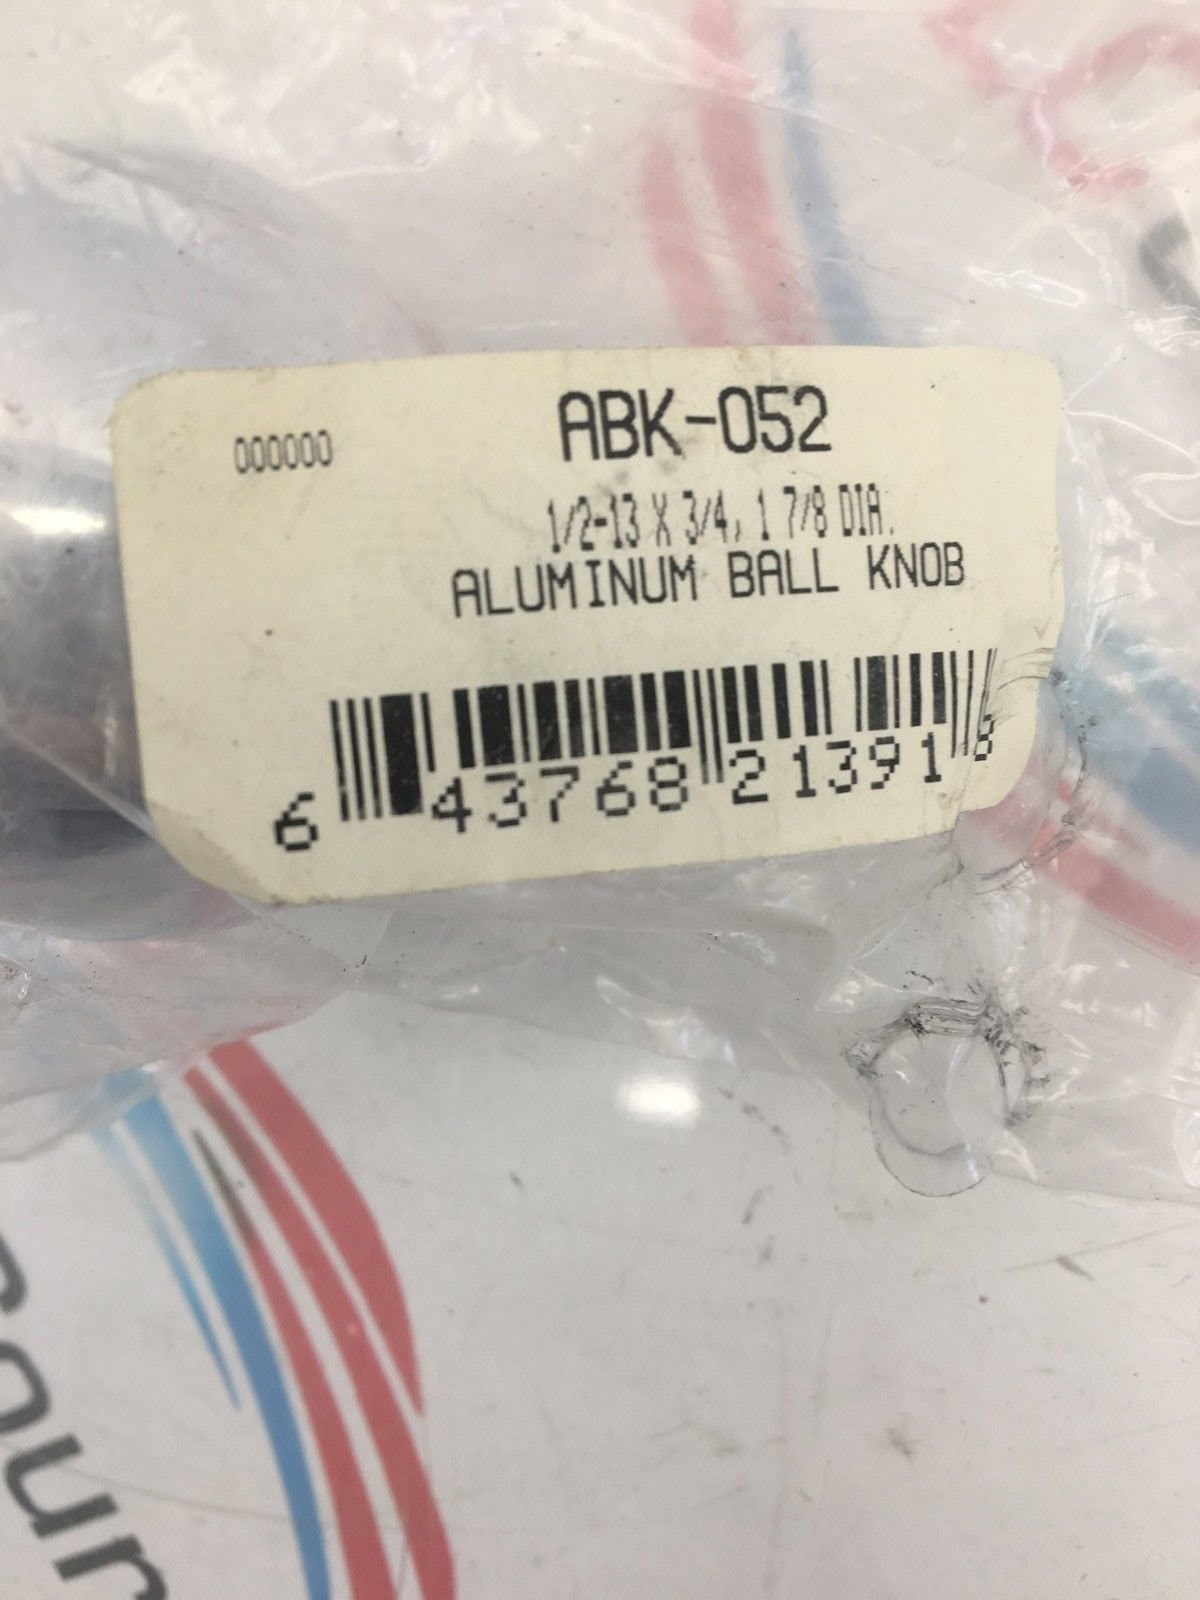 000000
ABK-052
1/2-13 X 3/4, 1 7/8 DIA.
ALUMINUM BALL KNOB
6 43768 21391 8